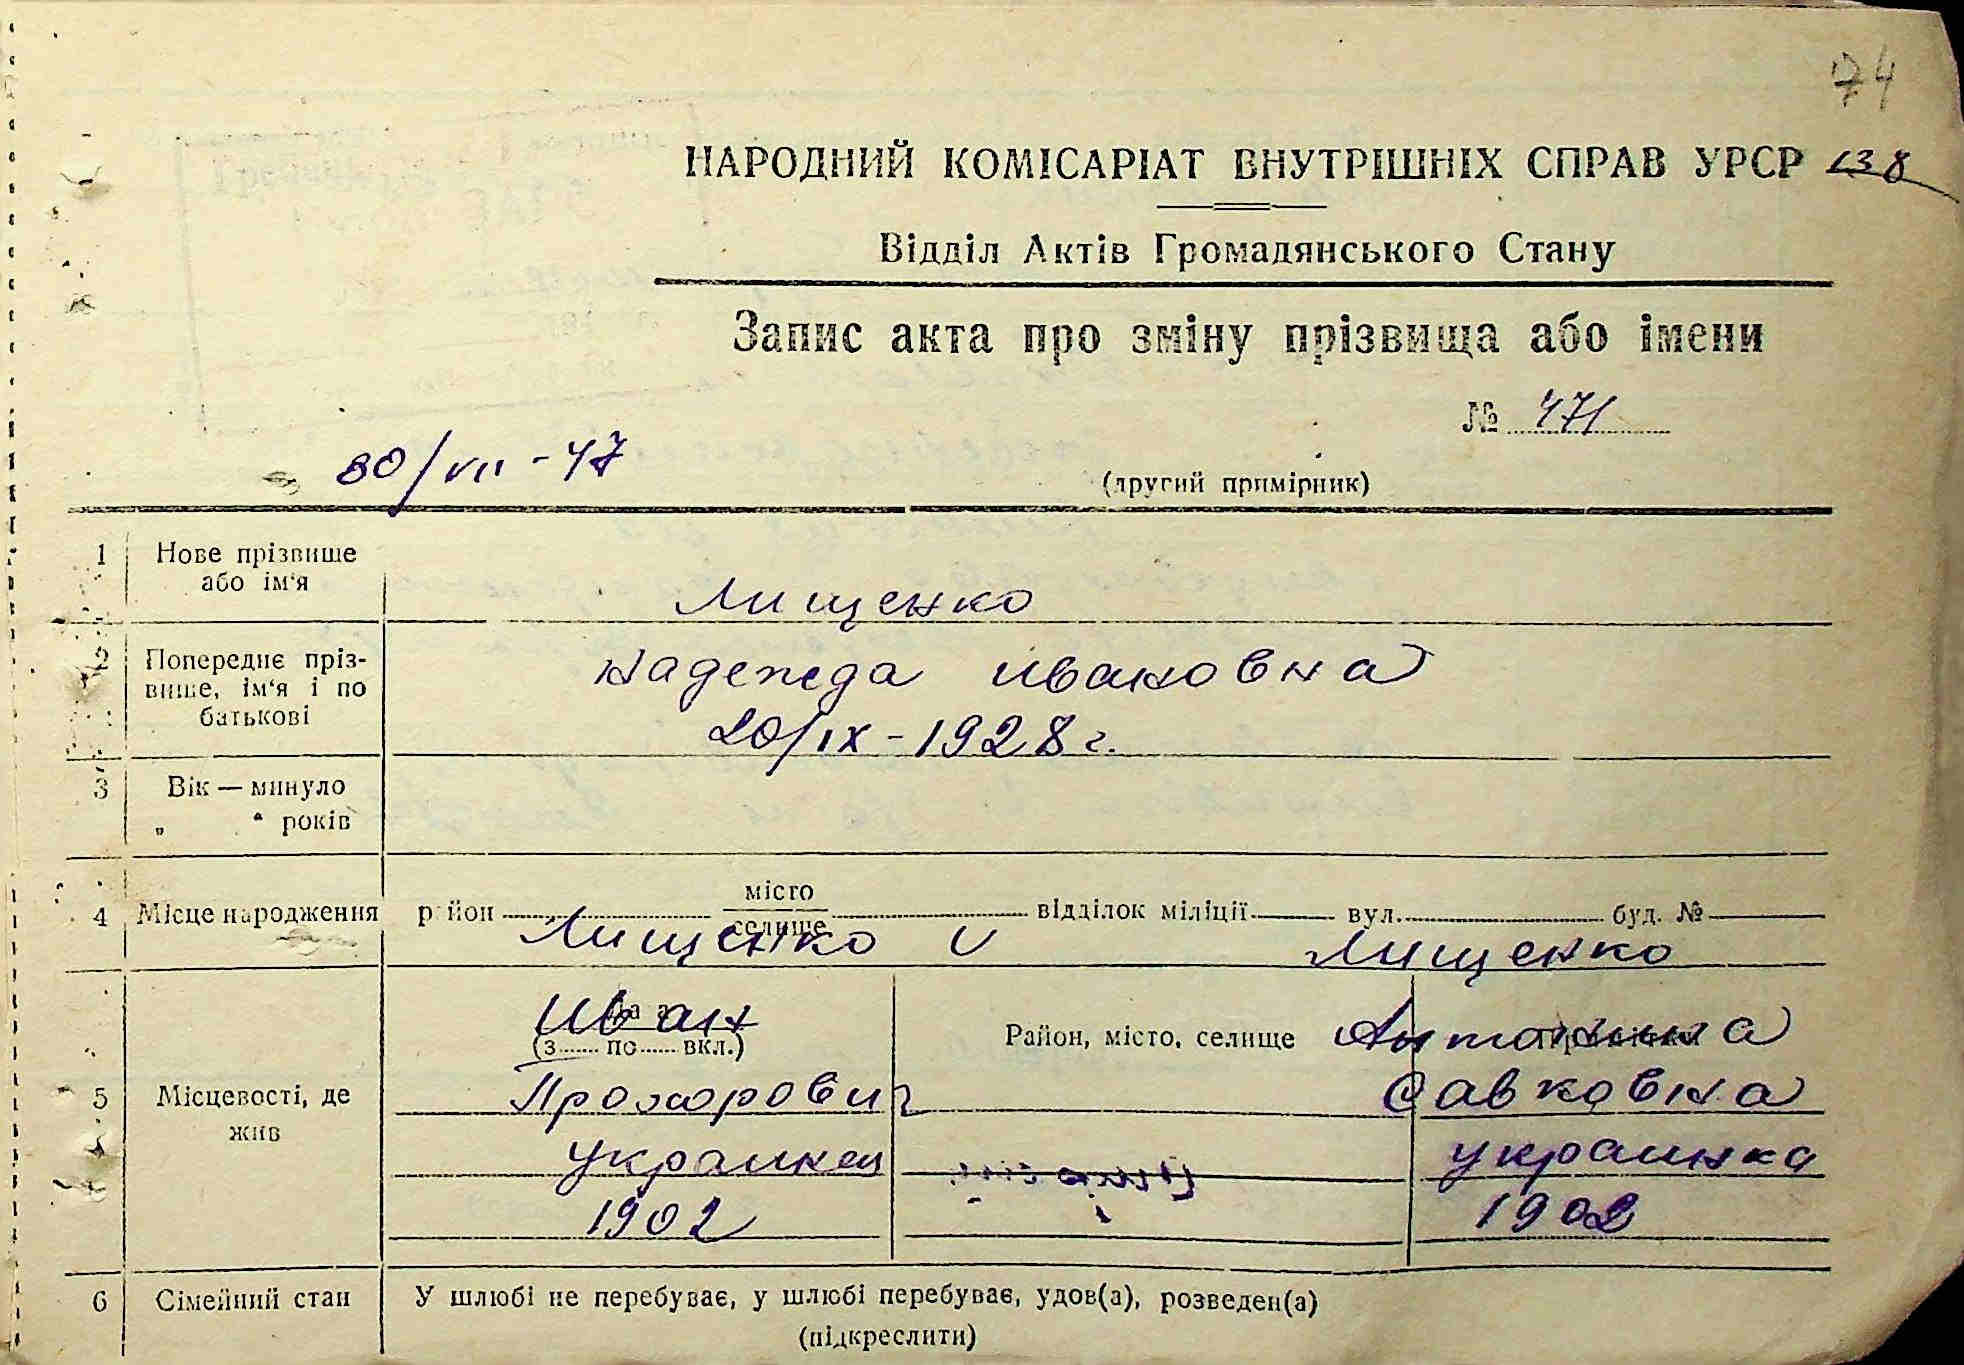 74
НАРОДНИЙ КОМІСАРІАТ ВНУТРІШНІХ СПРАВ УРСР 138
Відділ Актів Громадянського Стану
Запис акта про зміну прізвища або імени
№ 471
30/VII - 47
(другий примірник)
1 Нове прізвище або ім'я
Лищенко
2 Попереднє прізвище, ім'я і по батькові
Надежда Ивановна
20/IX - 1928 г.
3 Вік — минуло
„ " років
4 Місце народження район місто селище відділок міліції вул. буд. №
Лищенко и Лищенко
Иван Район, місто, селище Антонина
(з по вкл.)
5 Місцевості, де жив
Прохорович Савковна
украинец украинка
1902 1902
6 Сімейний стан У шлюбі не перебуває, у шлюбі перебуває, удов(а), розведен(а)
(підкреслити)